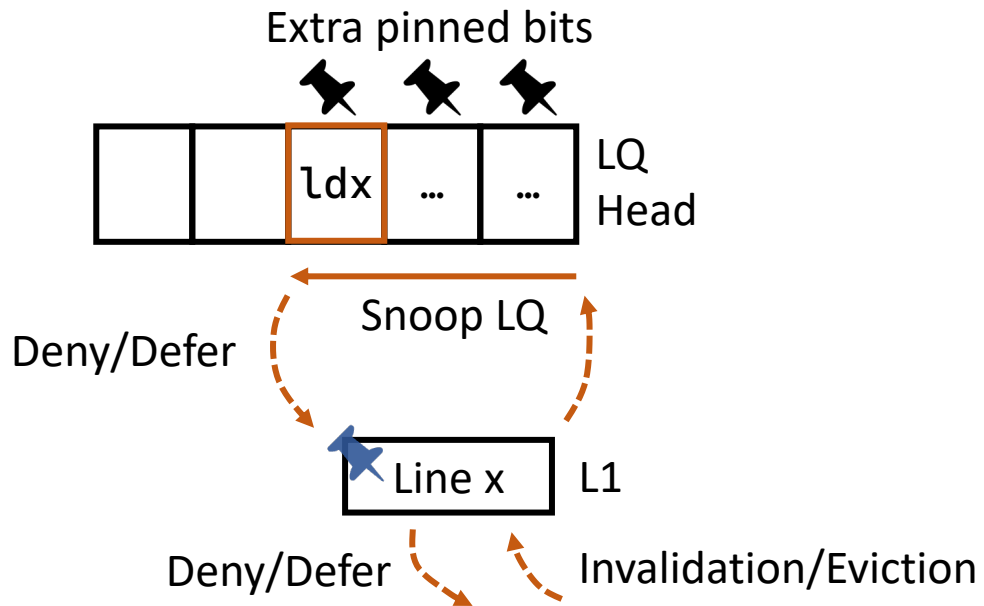 Extra pinned bits
ldx … …
LQ
Head
Snoop LQ
Deny/Defer
Line x
L1
Deny/Defer
Invalidation/Eviction